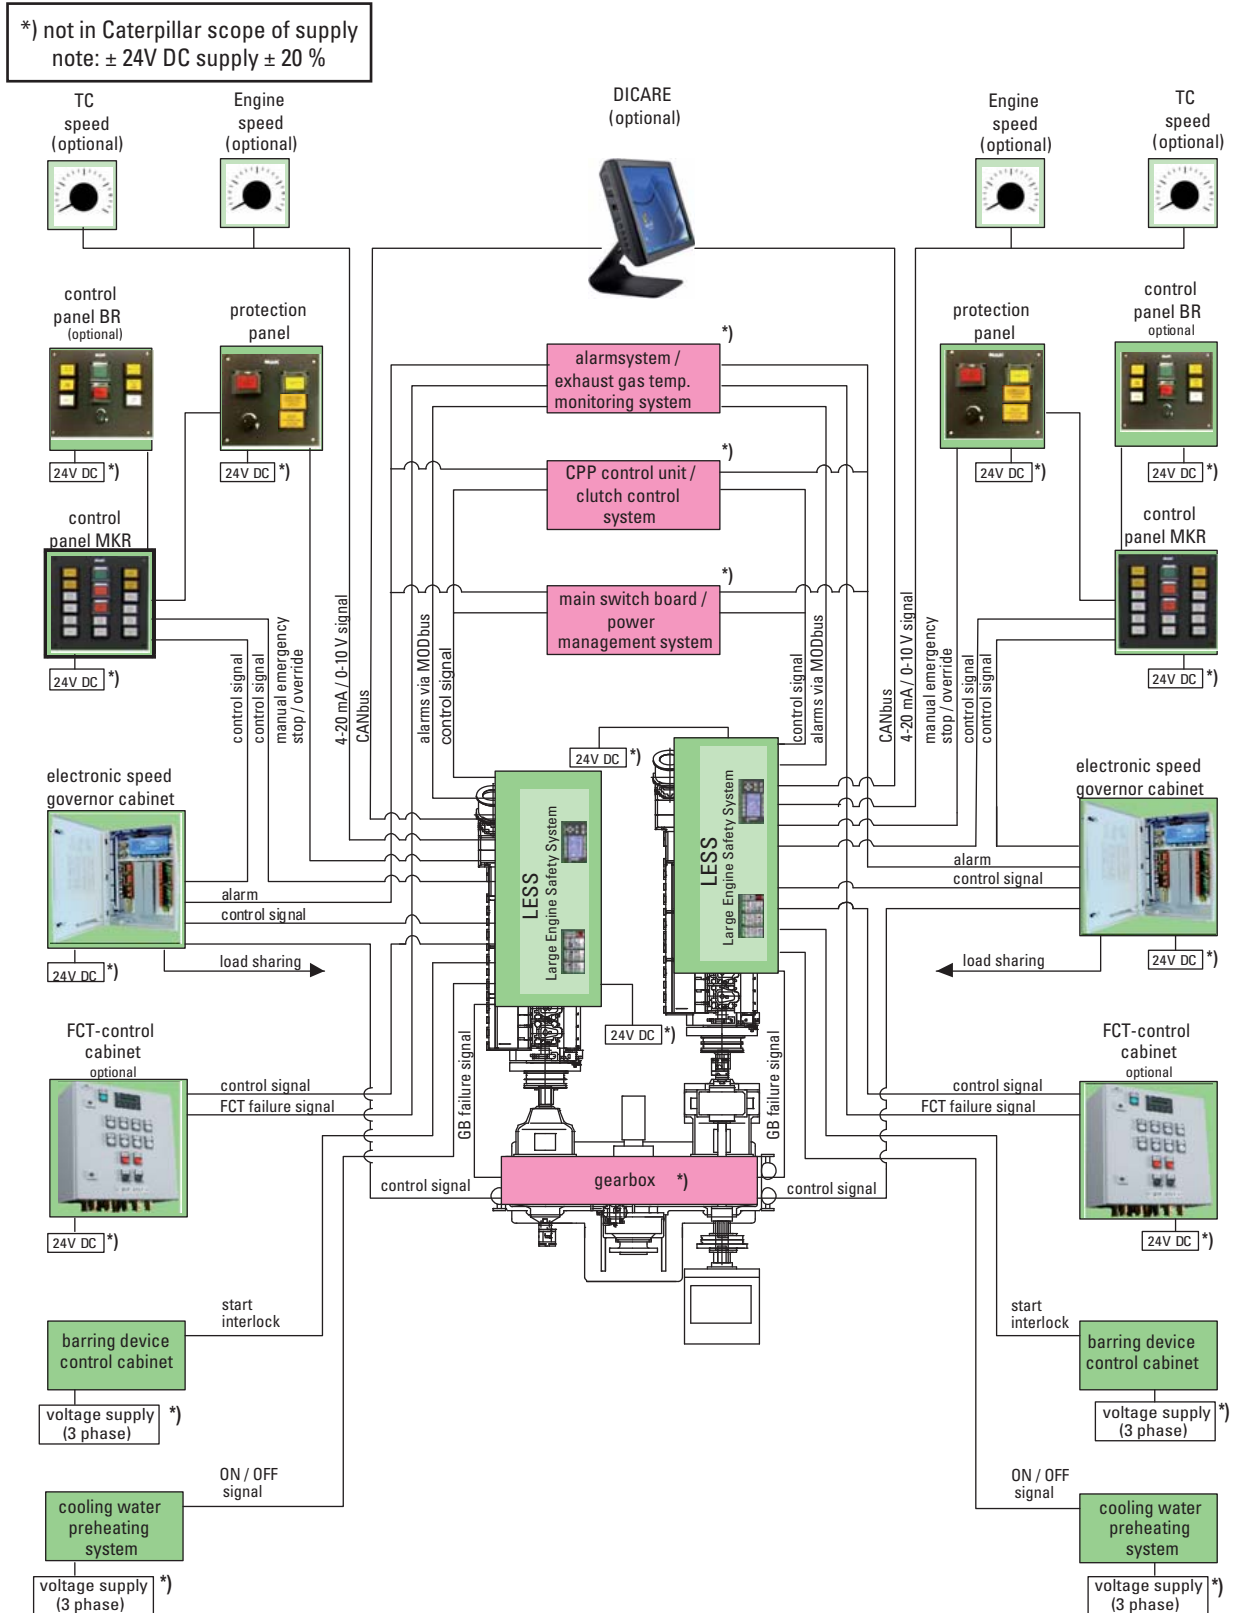 *) not in Caterpillar scope of supply
note: ± 24V DC supply ± 20 %
TC
speed
(optional)
Engine
speed
(optional)
DICARE
(optional)
Engine
speed
(optional)
TC
speed
(optional)
control
panel BR
(optional)
protection
panel
protection
panel
control
panel BR
optional
*)
alarmsystem /
exhaust gas temp.
monitoring system
24V DC *)
24V DC *)
24V DC *)
24V DC *)
*)
CPP control unit /
clutch control
system
control
panel MKR
control
panel MKR
*)
main switch board /
power
management system
24V DC *)
24V DC *)
control signal
control signal
manual emergency
stop / override
4-20 mA / 0-10 V signal
CANbus
alarms via MODbus
control signal
control signal
alarms via MODbus
CANbus
4-20 mA / 0-10 V signal
manual emergency
stop / override
control signal
control signal
24V DC *)
electronic speed
governor cabinet
electronic speed
governor cabinet
LESS
Large Engine Safety System
LESS
Large Engine Safety System
alarm
control signal
alarm
control signal
24V DC *)
load sharing
load sharing
24V DC *)
24V DC *)
FCT-control
cabinet
optional
FCT-control
cabinet
optional
control signal
FCT failure signal
GB failure signal
GB failure signal
control signal
FCT failure signal
control signal
gearbox *)
control signal
24V DC *)
24V DC *)
start
interlock
start
interlock
barring device
control cabinet
barring device
control cabinet
voltage supply
(3 phase)
*)
voltage supply
(3 phase)
*)
ON / OFF
signal
ON / OFF
signal
cooling water
preheating
system
cooling water
preheating
system
voltage supply
(3 phase)
*)
voltage supply
(3 phase)
*)